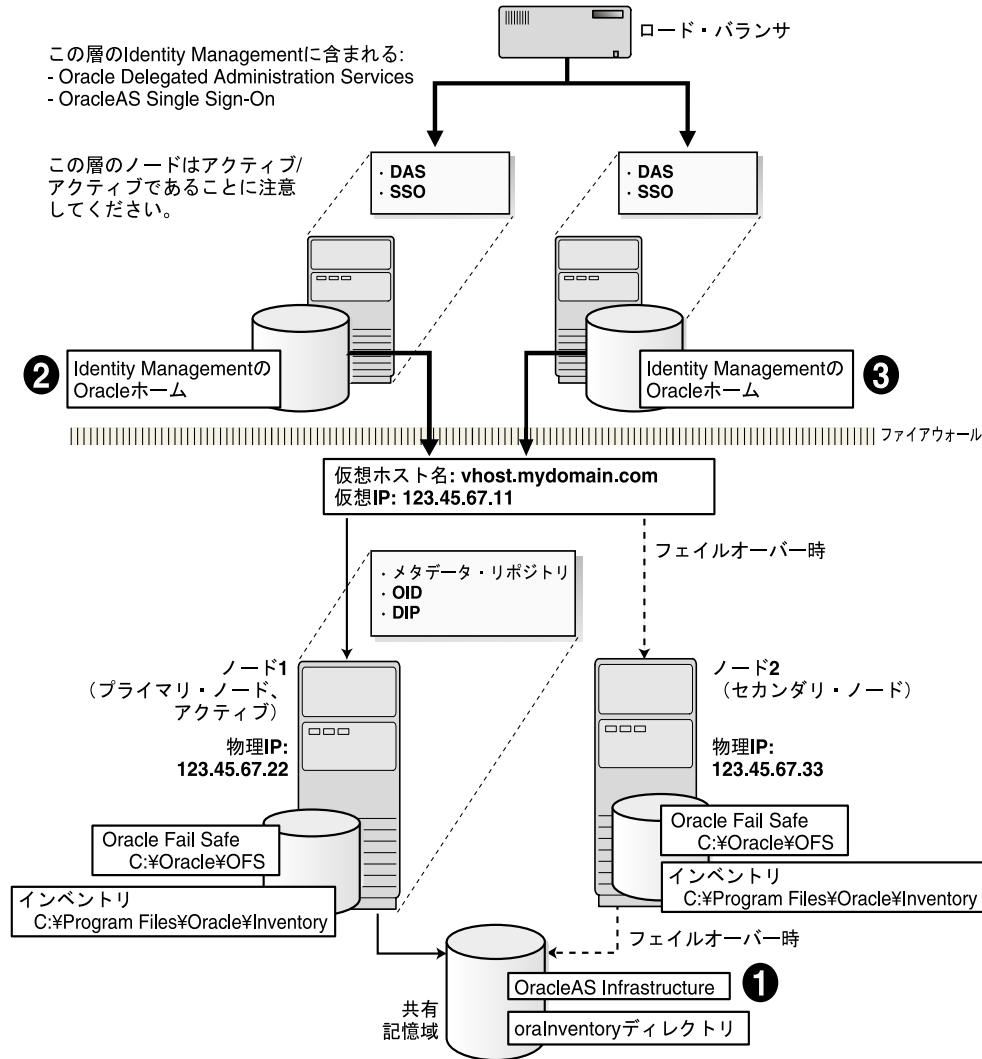 ロード・バランサ
この層のIdentity Managementに含まれる:
- Oracle Delegated Administration Services
- OracleAS Single Sign-On
この層のノードはアクティブ/
アクティブであることに注意
してください。
・DAS
・SSO
・DAS
・SSO
2
Identity Managementの
Oracleホーム
Identity Managementの
Oracleホーム
3
ファイアウォール
仮想ホスト名: vhost.mydomain.com
仮想IP: 123.45.67.11
フェイルオーバー時
・メタデータ・リポジトリ
・OID
・DIP
ノード1
（プライマリ・ノード、
アクティブ）
物理IP:
123.45.67.22
ノード2
（セカンダリ・ノード）
物理IP:
123.45.67.33
Oracle Fail Safe
C:¥Oracle¥OFS
インベントリ
C:¥Program Files¥Oracle¥Inventory
Oracle Fail Safe
C:¥Oracle¥OFS
インベントリ
C:¥Program Files¥Oracle¥Inventory
フェイルオーバー時
共有
記憶域
OracleAS Infrastructure
1
oraInventoryディレクトリ